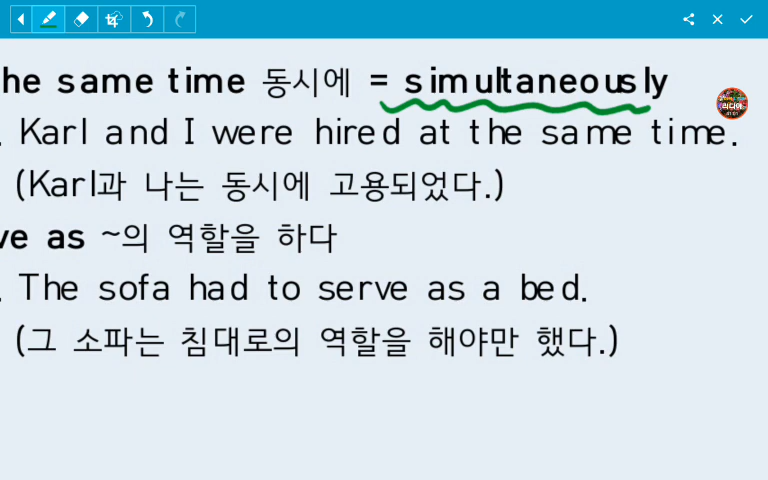 he same time 동시에 = simultaneously
. Karl and I were hired at the same time.
(Karl과 나는 동시에 고용되었다.)
ve as ~의 역할을 하다
. The sofa had to serve as a bed.
(그 소파는 침대로의 역할을 해야만 했다.)